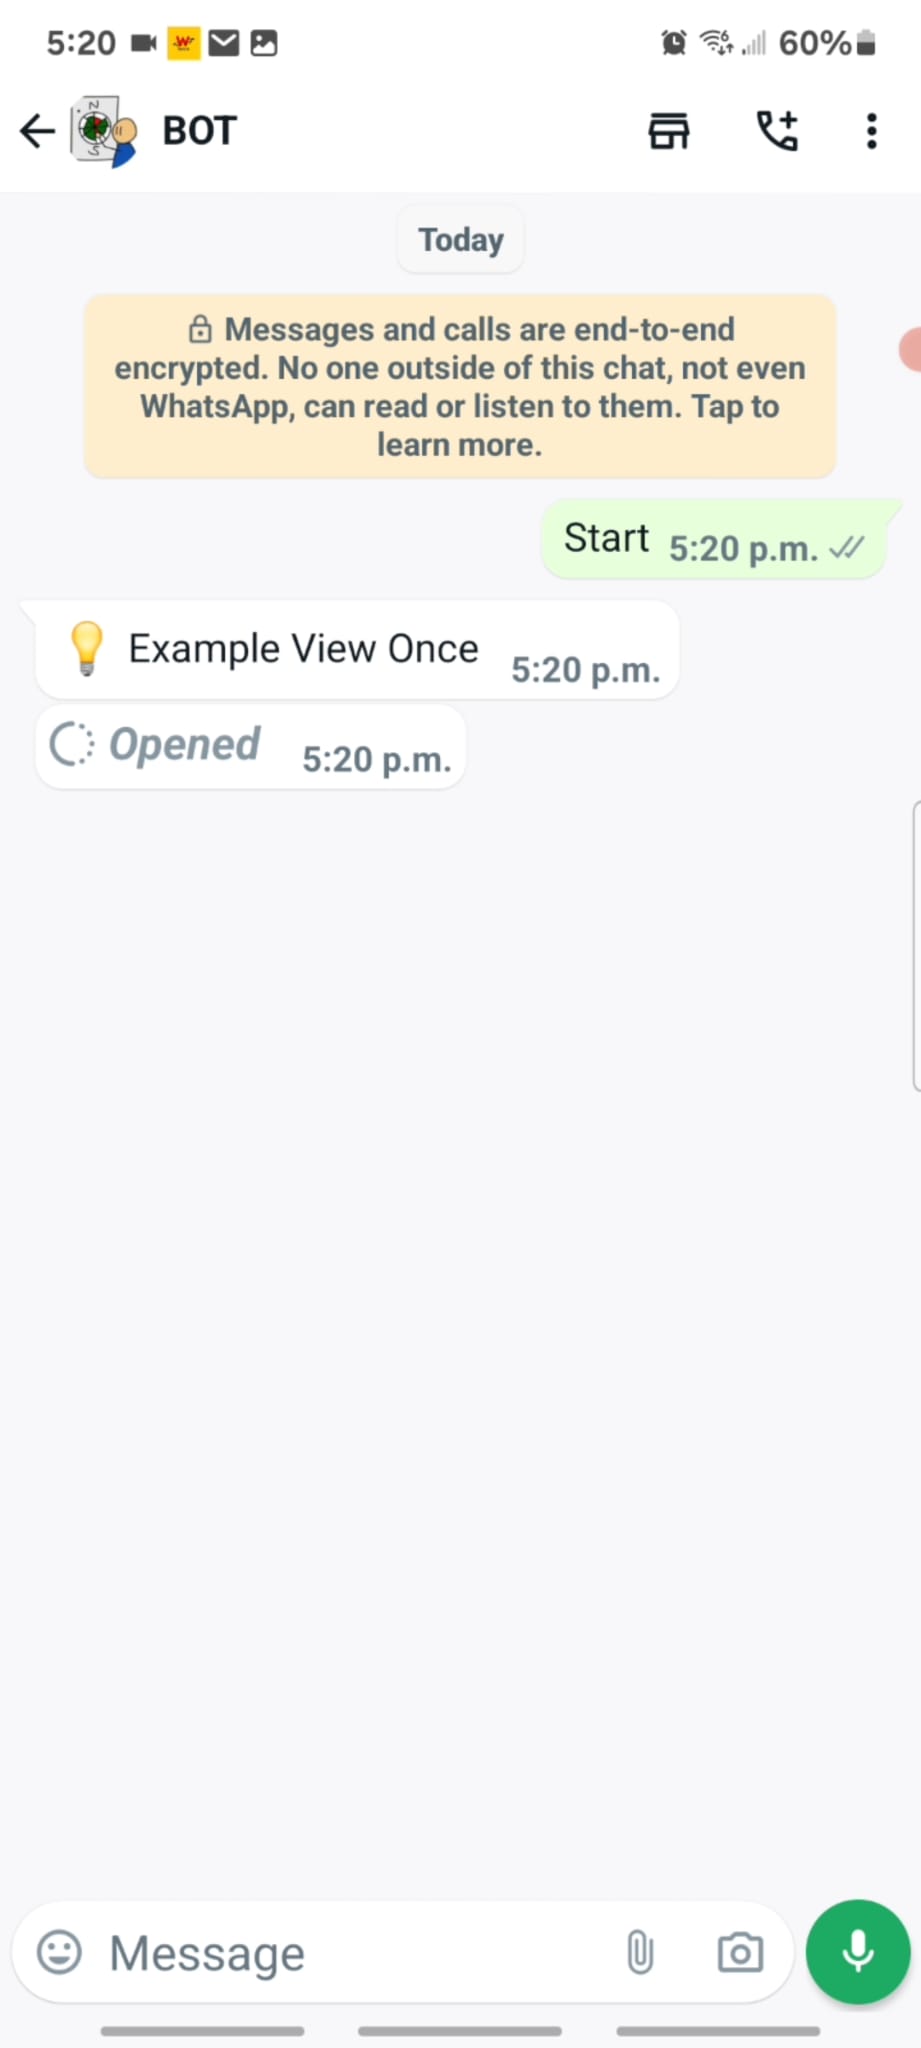 5:20
60%
BOT
Today
Messages and calls are end-to-end
encrypted. No one outside of this chat, not even
WhatsApp, can read or listen to them. Tap to
learn more.
Start 5:20 p.m.
Example View Once 5:20 p.m.
Opened 5:20 p.m.
Message